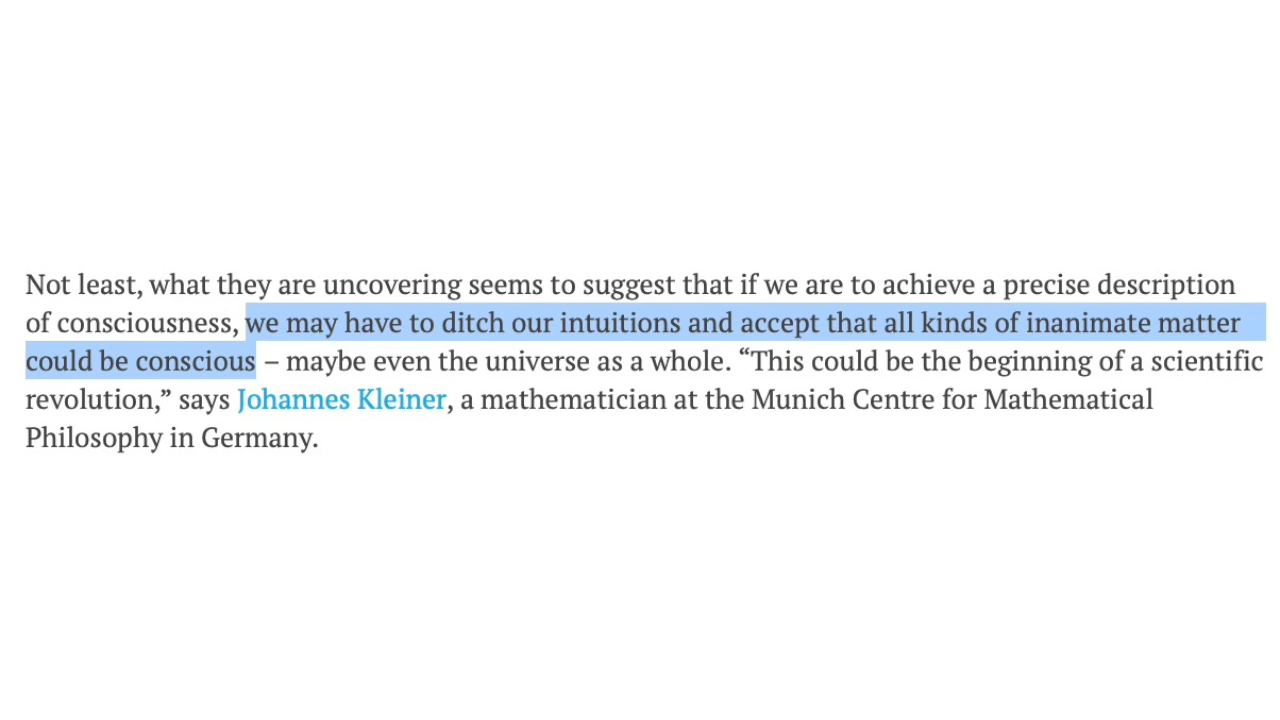 Not least, what they are uncovering seems to suggest that if we are to achieve a precise description
of consciousness, we may have to ditch our intuitions and accept that all kinds of inanimate matter
could be conscious – maybe even the universe as a whole. “This could be the beginning of a scientific
revolution,” says Johannes Kleiner, a mathematician at the Munich Centre for Mathematical
Philosophy in Germany.